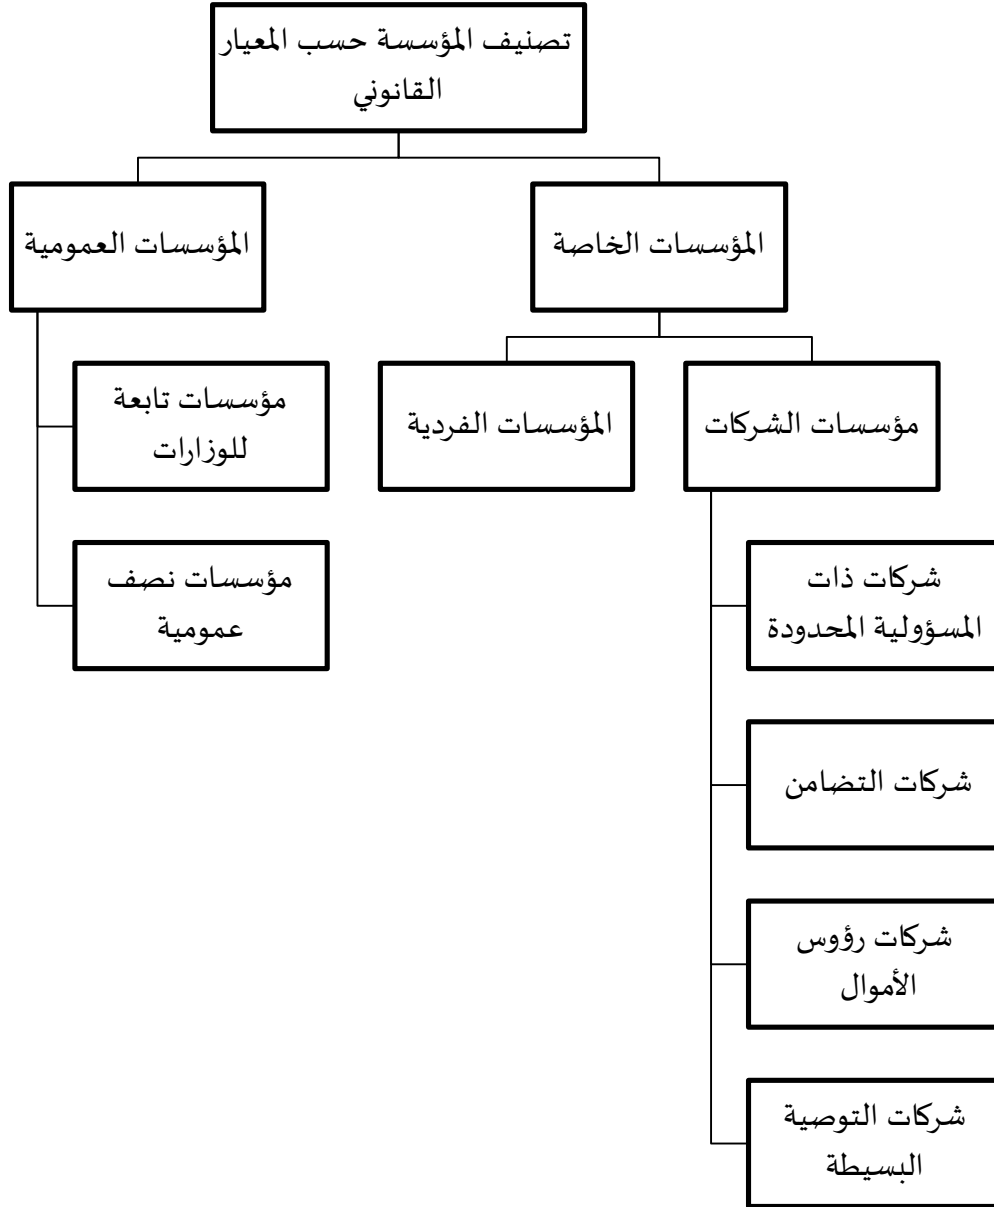 تصنيف المؤسسة حسب المعيار
القانوني
المؤسسات الخاصة
المؤسسات العمومية
مؤسسات الشركات
المؤسسات الفردية
مؤسسات تابعة
للوزارات
شركات ذات
المسؤولية المحدودة
مؤسسات نصف
عمومية
شركات التضامن
شركات رؤوس
الأموال
شركات التوصية
البسيطة